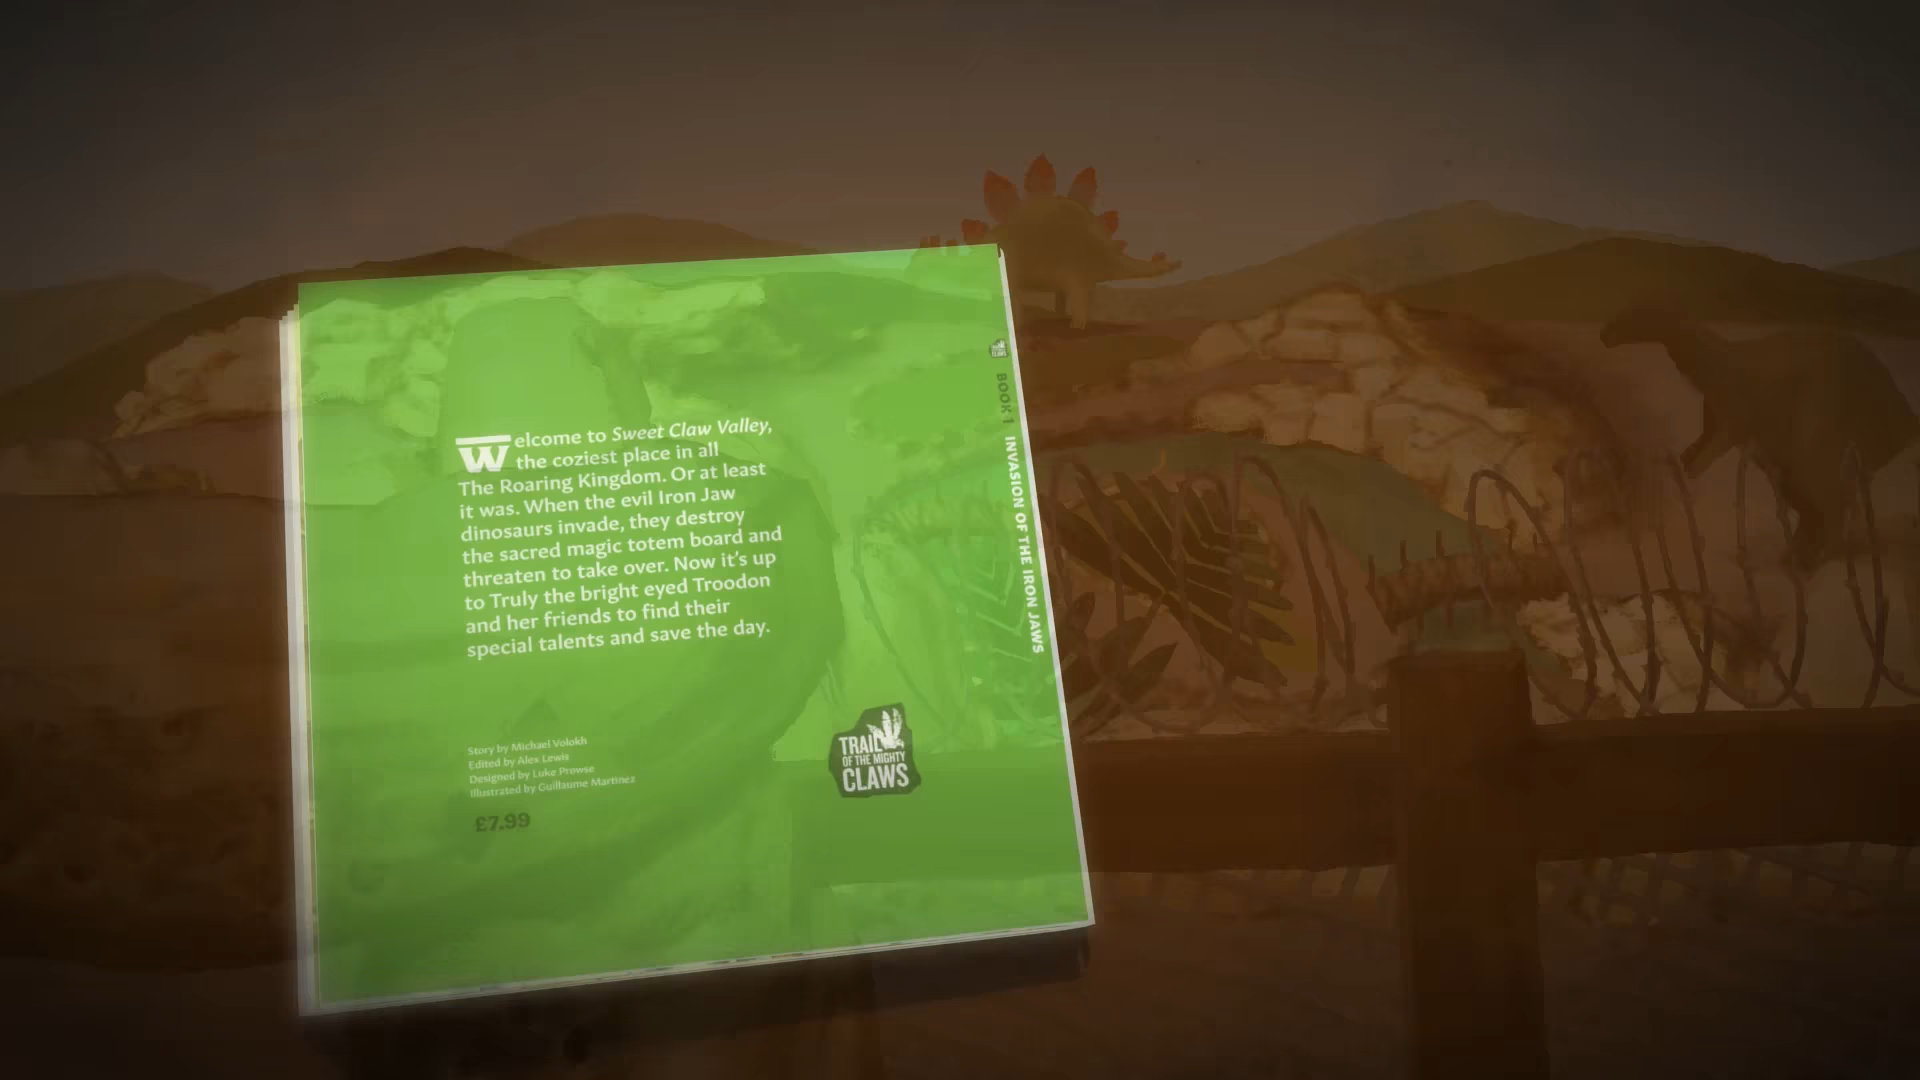 Welcome to Sweet Claw Valley,
the coziest place in all
The Roaring Kingdom. Or at least
it was. When the evil Iron Jaw
dinosaurs invade, they destroy
the sacred magic totem board and
threaten to take over. Now it's up
to Truly the bright eyed Troodon
and her friends to find their
special talents and save the day.
Story by Michael Volokh
Edited by Alex Lewis
Designed by Luke Prowse
Illustrated by Guillaume Martinez
£7.99
TRAIL
OF THE MIGHTY
CLAWS
BOOK 1 INVASION OF THE IRON JAWS